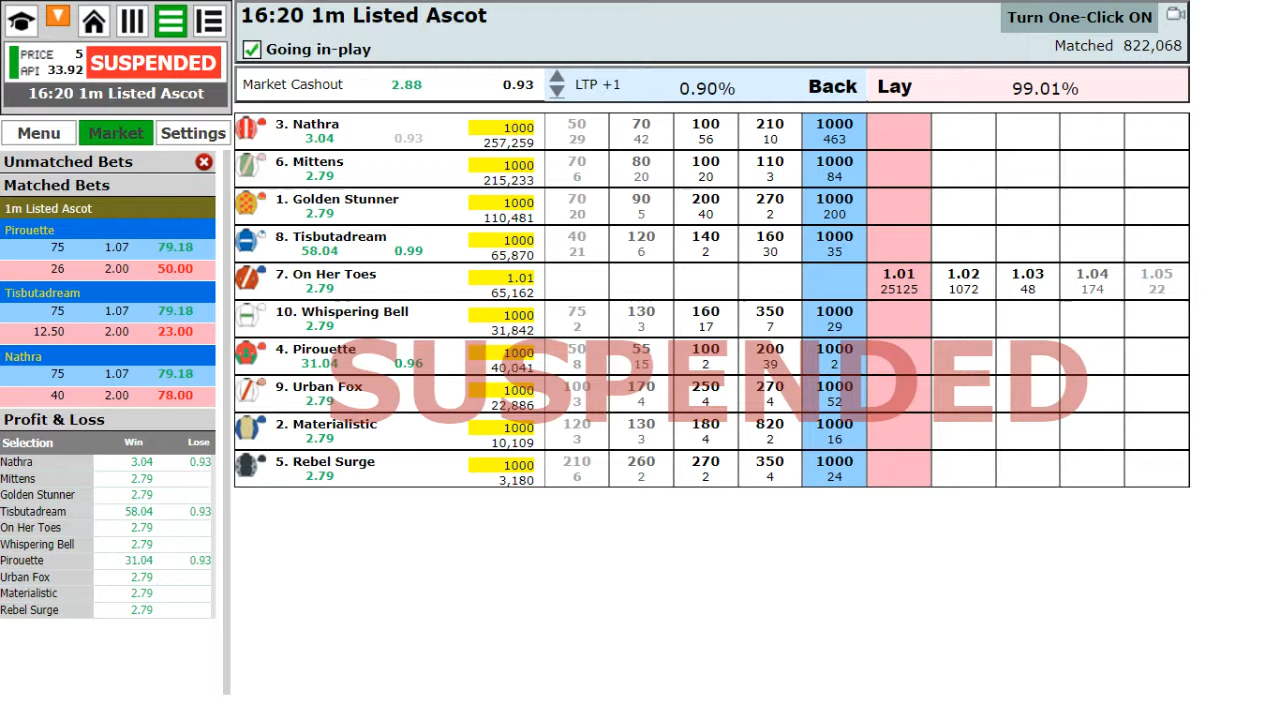 16:20 1m Listed Ascot
Turn One-Click ON
Going in-play
Matched 822,068
PRICE 5
API 33.92
SUSPENDED
16:20 1m Listed Ascot
Market Cashout 2.88 0.93 LTP +1 0.90% Back Lay 99.01%
Menu Market Settings
Unmatched Bets
Matched Bets
1m Listed Ascot
Pirouette
75 1.07 79.18
26 2.00 50.00
Tisbutadream
75 1.07 79.18
12.50 2.00 23.00
Nathra
75 1.07 79.18
40 2.00 78.00
Profit & Loss
Selection Win Lose
Nathra 3.04 0.93
Mittens 2.79
Golden Stunner 2.79
Tisbutadream 58.04 0.93
On Her Toes 2.79
Whispering Bell 2.79
Pirouette 31.04 0.93
Urban Fox 2.79
Materialistic 2.79
Rebel Surge 2.79
3. Nathra 1000 50 70 100 210 1000
3.04 0.93 257,259 29 42 56 10 463
6. Mittens 1000 70 80 100 110 1000
2.79 215,233 6 20 20 3 84
1. Golden Stunner 1000 70 90 200 270 1000
2.79 110,481 20 5 40 2 200
8. Tisbutadream 1000 40 120 140 160 1000
58.04 0.99 65,870 21 6 2 30 35
7. On Her Toes 1.01 1.01 1.02 1.03 1.04 1.05
2.79 65,162 25125 1072 48 174 22
10. Whispering Bell 1000 75 130 160 350 1000
2.79 31,842 2 3 17 7 29
4. Pirouette 1000 50 55 100 200 1000
31.04 0.96 40,041 8 15 2 39 2
9. Urban Fox 1000 100 170 250 270 1000
2.79 22,886 3 4 4 4 52
2. Materialistic 1000 120 130 180 820 1000
2.79 10,109 3 3 4 2 16
5. Rebel Surge 1000 210 260 270 350 1000
2.79 3,180 6 2 2 4 24
SUSPENDED